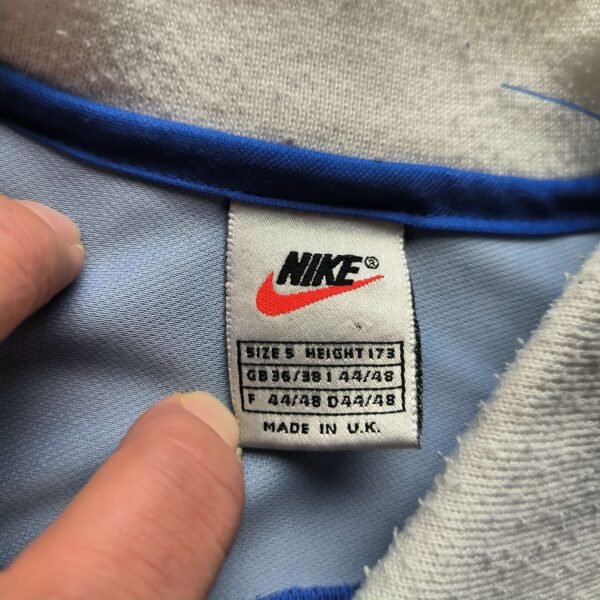 NIKE®
SIZE S HEIGHT 173
GB 36/38 I 44/48
F 44/48 D 44/48
MADE IN U.K.